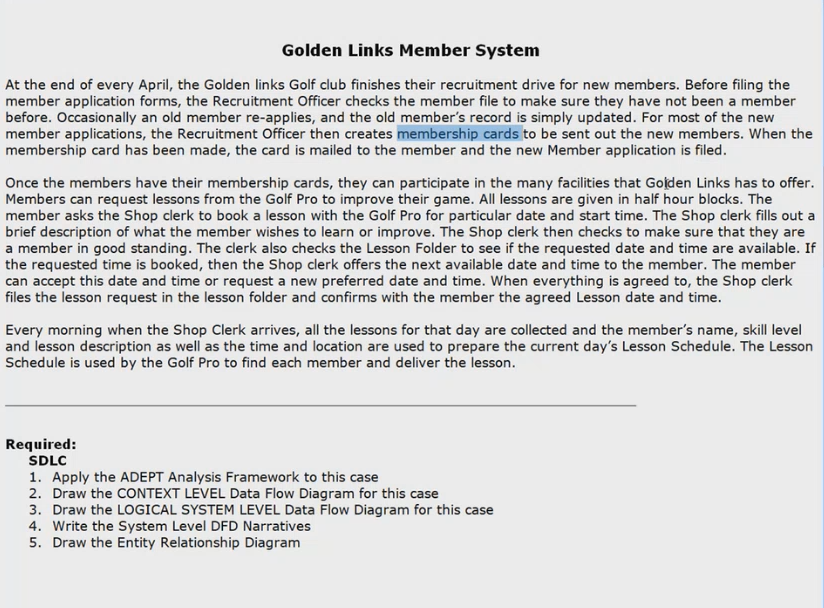 Golden Links Member System
At the end of every April, the Golden links Golf club finishes their recruitment drive for new members. Before filing the
member application forms, the Recruitment Officer checks the member file to make sure they have not been a member
before. Occasionally an old member re-applies, and the old member's record is simply updated. For most of the new
member applications, the Recruitment Officer then creates membership cards to be sent out the new members. When the
membership card has been made, the card is mailed to the member and the new Member application is filed.
Once the members have their membership cards, they can participate in the many facilities that Golden Links has to offer.
Members can request lessons from the Golf Pro to improve their game. All lessons are given in half hour blocks. The
member asks the Shop clerk to book a lesson with the Golf Pro for particular date and start time. The Shop clerk fills out a
brief description of what the member wishes to learn or improve. The Shop clerk then checks to make sure that they are
a member in good standing. The clerk also checks the Lesson Folder to see if the requested date and time are available. If
the requested time is booked, then the Shop clerk offers the next available date and time to the member. The member
can accept this date and time or request a new preferred date and time. When everything is agreed to, the Shop clerk
files the lesson request in the lesson folder and confirms with the member the agreed Lesson date and time.
Every morning when the Shop Clerk arrives, all the lessons for that day are collected and the member's name, skill level
and lesson description as well as the time and location are used to prepare the current day's Lesson Schedule. The Lesson
Schedule is used by the Golf Pro to find each member and deliver the lesson.
Required:
SDLC
1. Apply the ADEPT Analysis Framework to this case
2. Draw the CONTEXT LEVEL Data Flow Diagram for this case
3. Draw the LOGICAL SYSTEM LEVEL Data Flow Diagram for this case
4. Write the System Level DFD Narratives
5. Draw the Entity Relationship Diagram